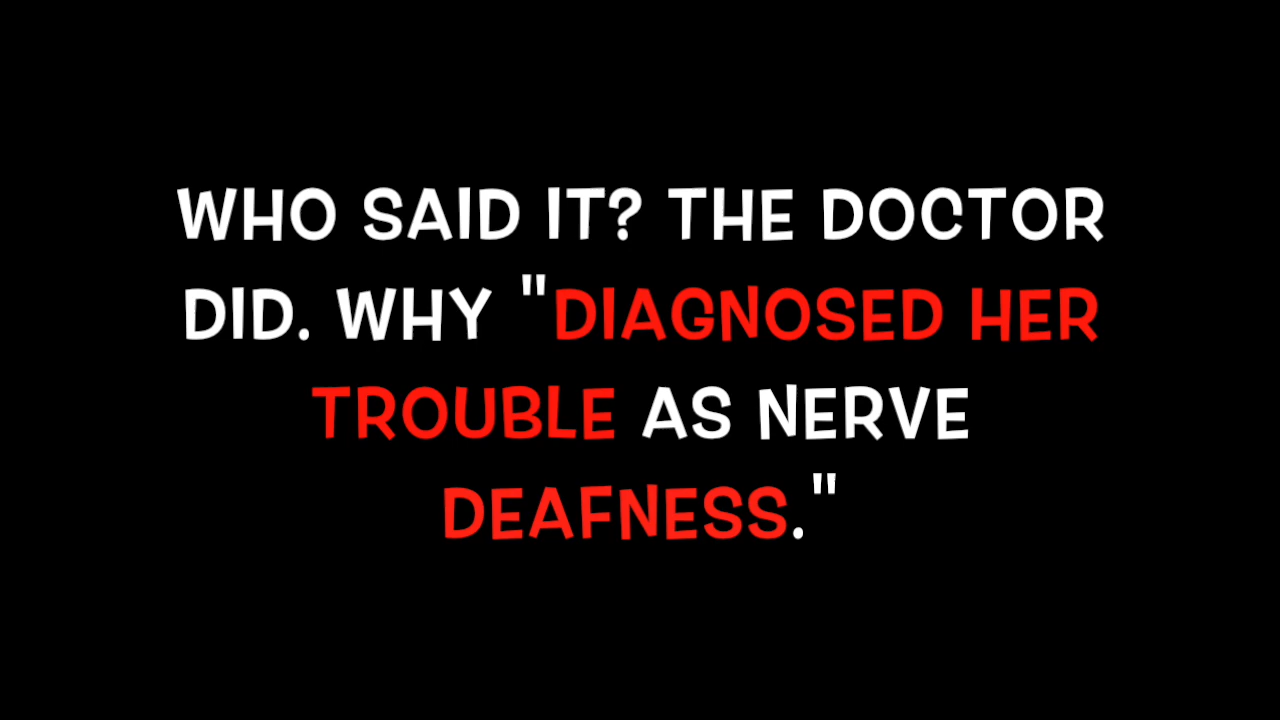 WHO SAID IT? THE DOCTOR
DID. WHY "DIAGNOSED HER
TROUBLE AS NERVE
DEAFNESS."